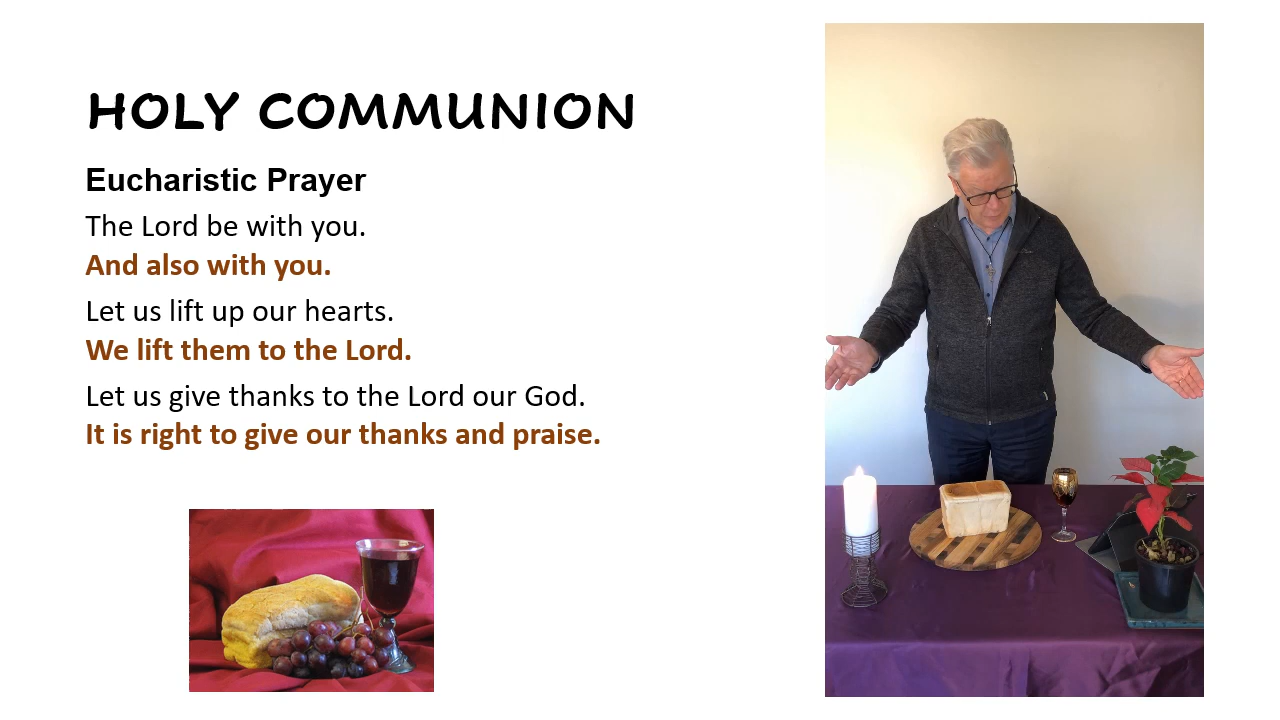 HOLY COMMUNION
Eucharistic Prayer
The Lord be with you.
And also with you.
Let us lift up our hearts.
We lift them to the Lord.
Let us give thanks to the Lord our God.
It is right to give our thanks and praise.